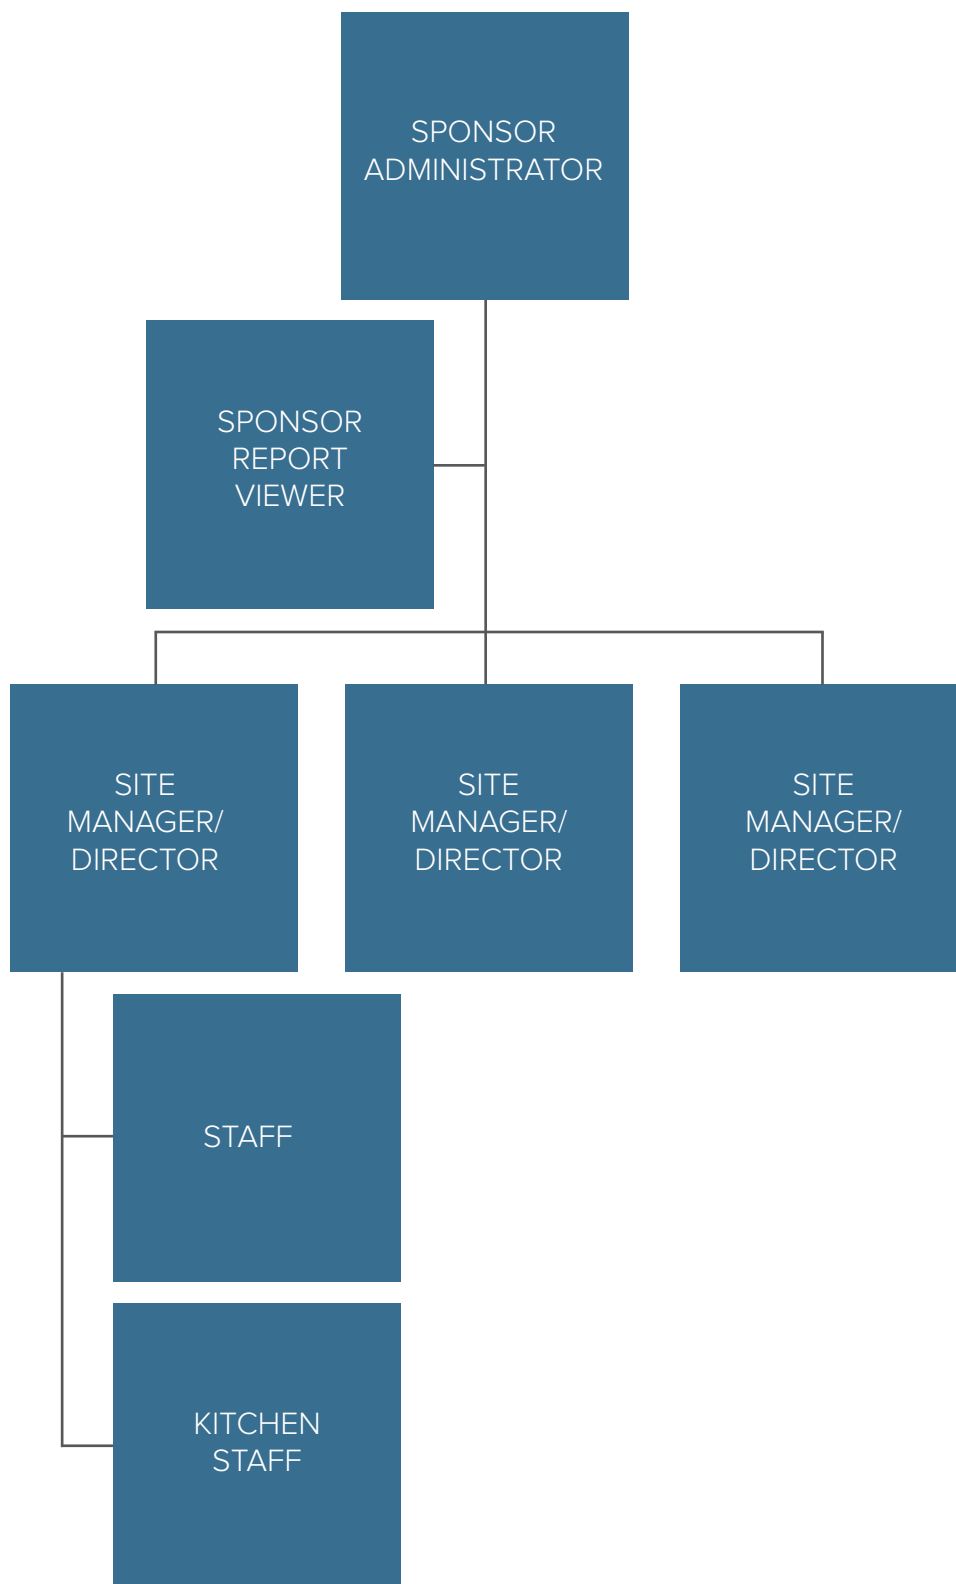 SPONSOR
ADMINISTRATOR
SPONSOR
REPORT
VIEWER
SITE
MANAGER/
DIRECTOR
SITE
MANAGER/
DIRECTOR
SITE
MANAGER/
DIRECTOR
STAFF
KITCHEN
STAFF